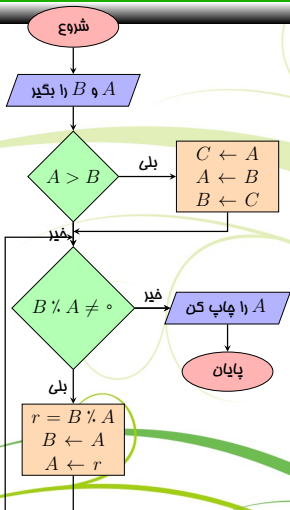 شروع
A و B را بگیر
A > B
بلی
C ← A
A ← B
B ← C
خیر
B٪A ≠ ۰
خیر
A را چاپ کن
پایان
بلی
r = B٪A
B ← A
A ← r